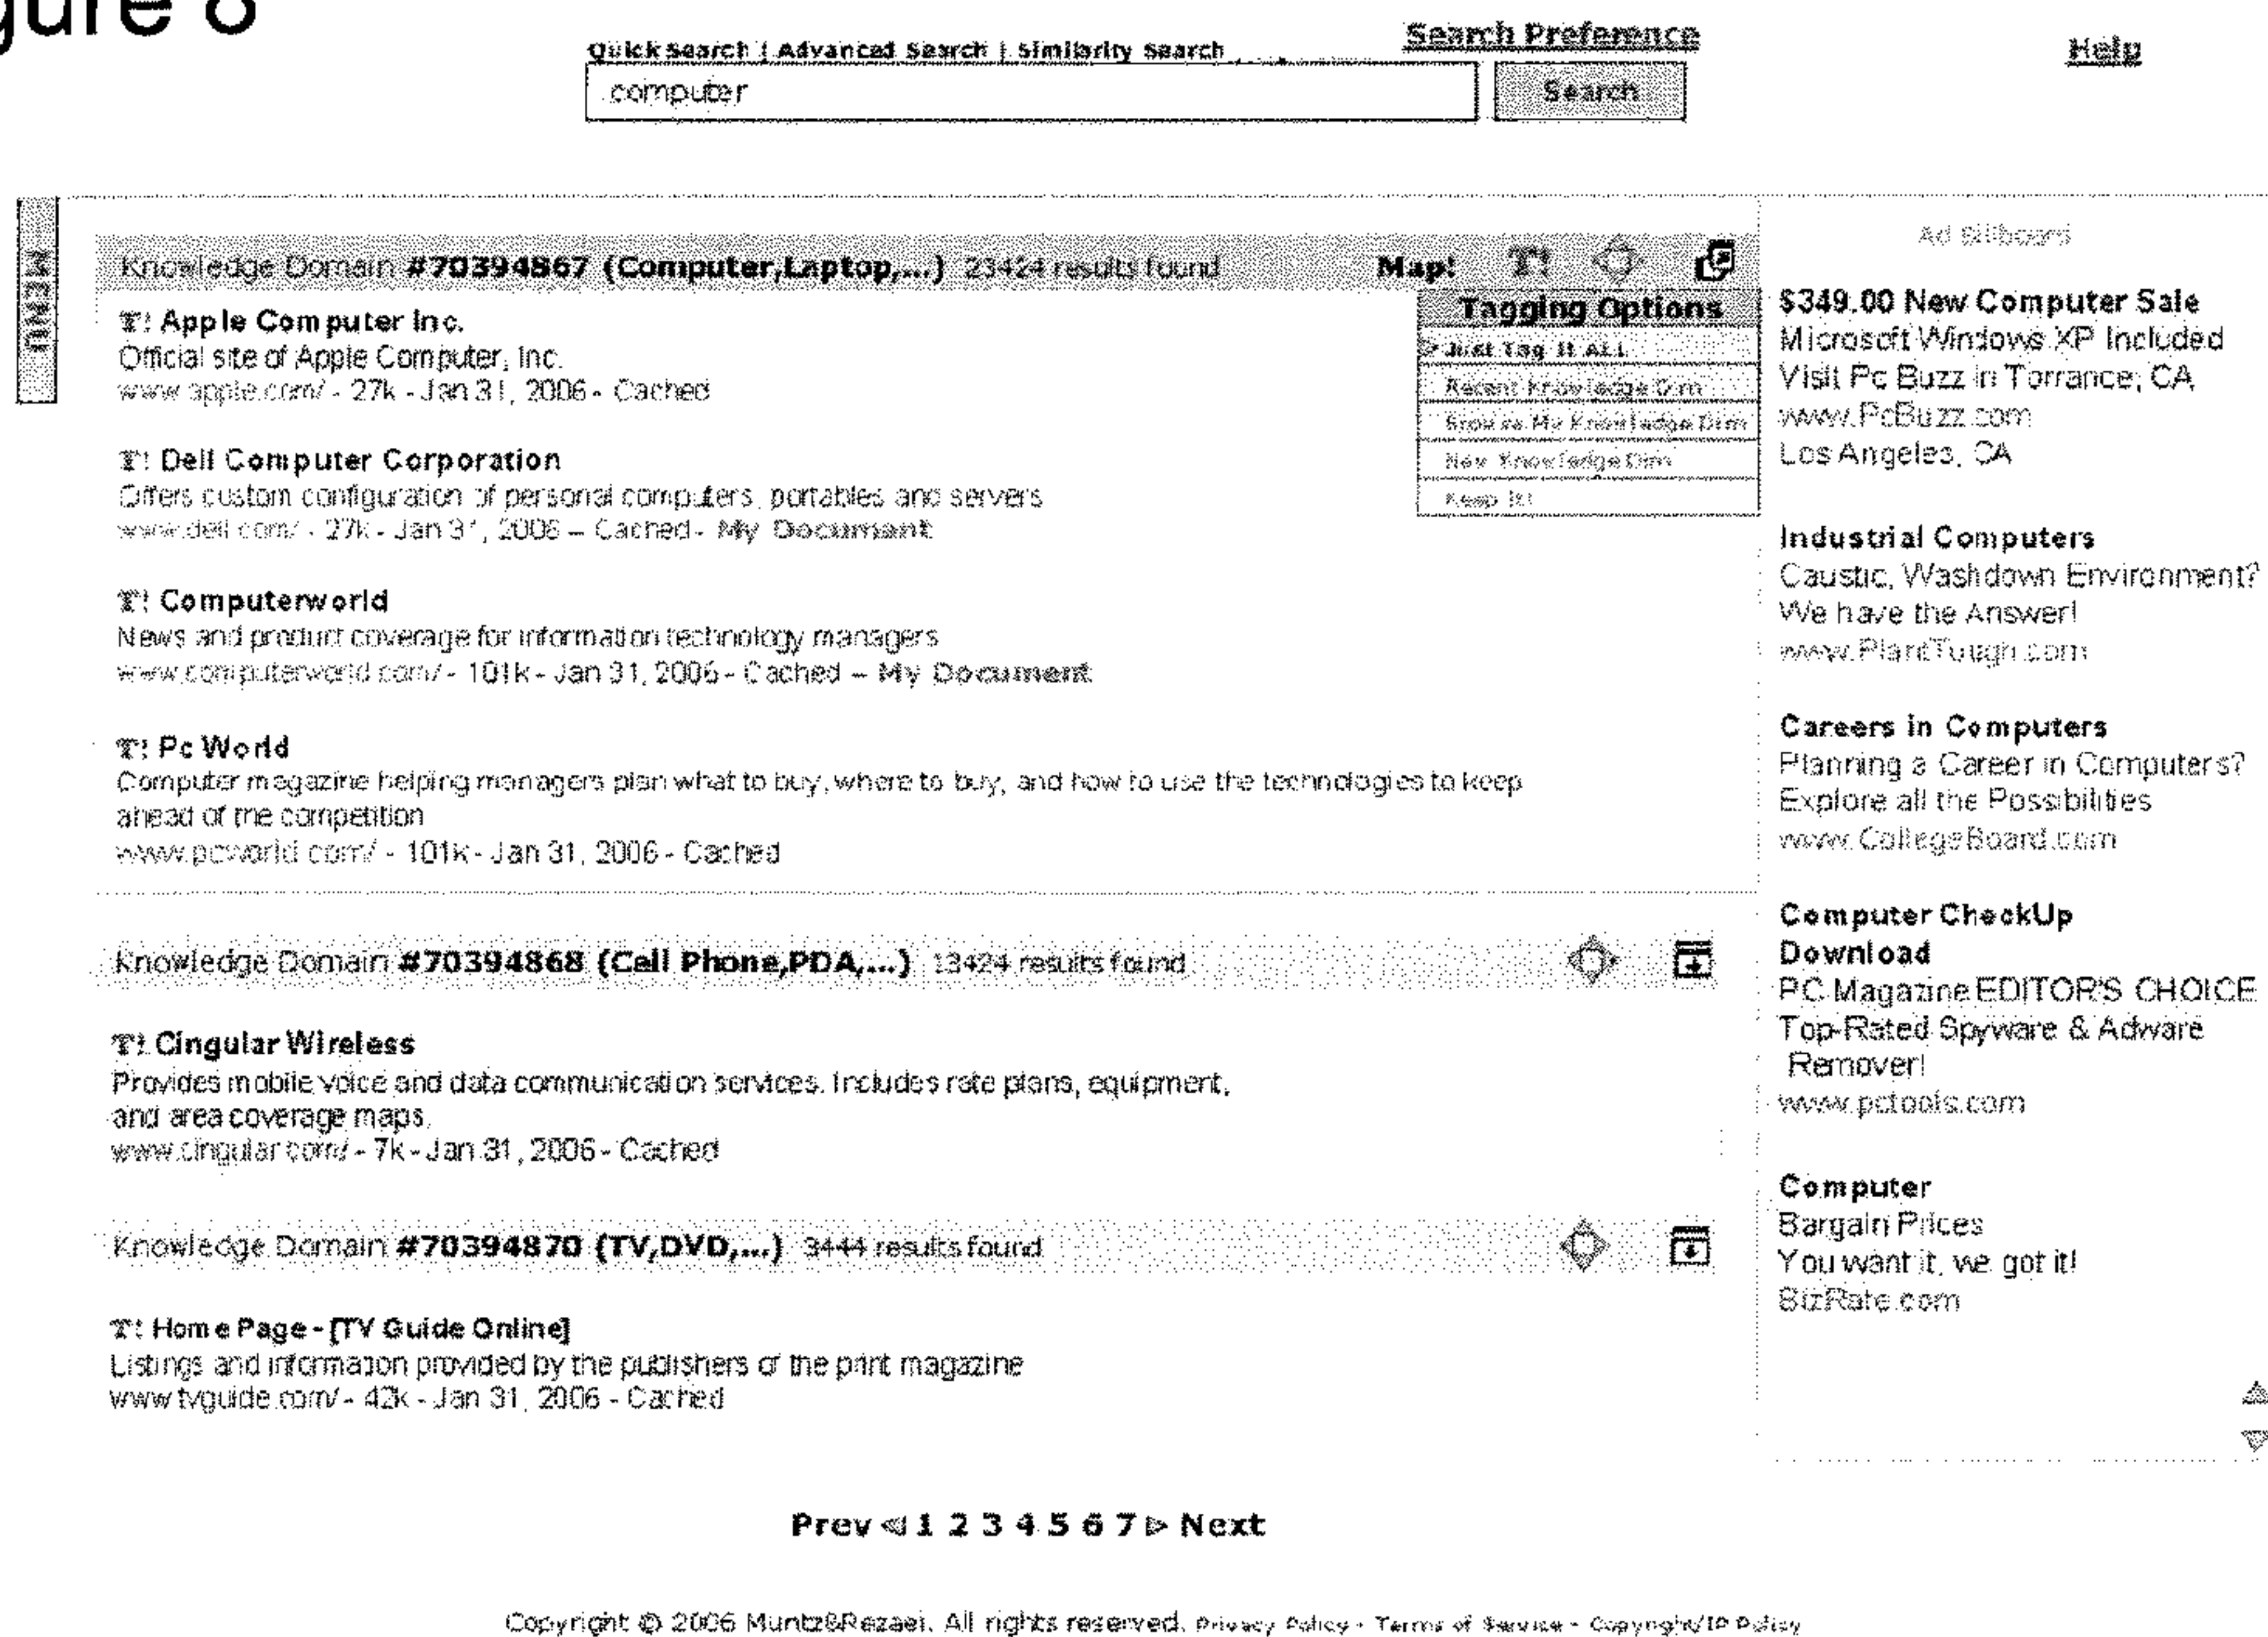 gure 8
Quick Search | Advanced Search | Similarity Search
Search Preference
Help
computer
Search
MENU
Knowledge Domain #70394867 (Computer,Laptop,...) 23424 results found
Map! T!
Tagging Options
Just Tag It ALL
Recent Knowledge Dim
Browse My Knowledge Dim
New Knowledge Dim
Keep It!
T! Apple Computer Inc.
Official site of Apple Computer, Inc.
www.apple.com/ - 27k - Jan 31, 2006 - Cached
T! Dell Computer Corporation
Offers custom configuration of personal computers, portables and servers
www.dell.com/ - 27k - Jan 31, 2006 – Cached - My Document
T! Computerworld
News and product coverage for information technology managers
www.computerworld.com/ - 101k - Jan 31, 2006 - Cached – My Document
T! Pc World
Computer magazine helping managers plan what to buy, where to buy, and how to use the technologies to keep
ahead of the competition
www.pcworld.com/ - 101k - Jan 31, 2006 - Cached
Knowledge Domain #70394868 (Cell Phone,PDA,...) 13424 results found
T! Cingular Wireless
Provides mobile voice and data communication services. Includes rate plans, equipment,
and area coverage maps.
www.cingular.com/ - 7k - Jan 31, 2006 - Cached
Knowledge Domain #70394870 (TV,DVD,...) 3444 results found
T! Home Page - [TV Guide Online]
Listings and information provided by the publishers of the print magazine
www.tvguide.com/ - 42k - Jan 31, 2006 - Cached
Ad Billboard
$349.00 New Computer Sale
Microsoft Windows XP Included
Visit Pc Buzz in Torrance, CA
www.PcBuzz.com
Los Angeles, CA
Industrial Computers
Caustic, Washdown Environment?
We have the Answer!
www.PlantTough.com
Careers in Computers
Planning a Career in Computers?
Explore all the Possibilities
www.CollegeBoard.com
Computer CheckUp
Download
PC Magazine EDITOR'S CHOICE
Top-Rated Spyware & Adware
Remover!
www.pctools.com
Computer
Bargain Prices
You want it, we got it!
BizRate.com
Prev 1 2 3 4 5 6 7 Next
Copyright © 2006 Muntz&Rezaei. All rights reserved. Privacy Policy - Terms of Service - Copyright/IP Policy